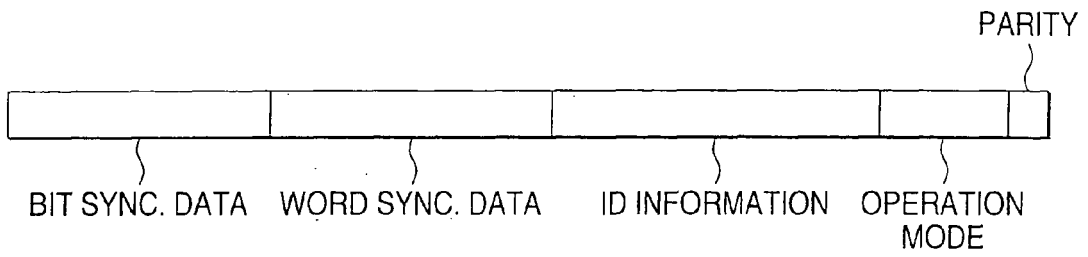 PARITY
BIT SYNC. DATA WORD SYNC. DATA ID INFORMATION OPERATION
MODE